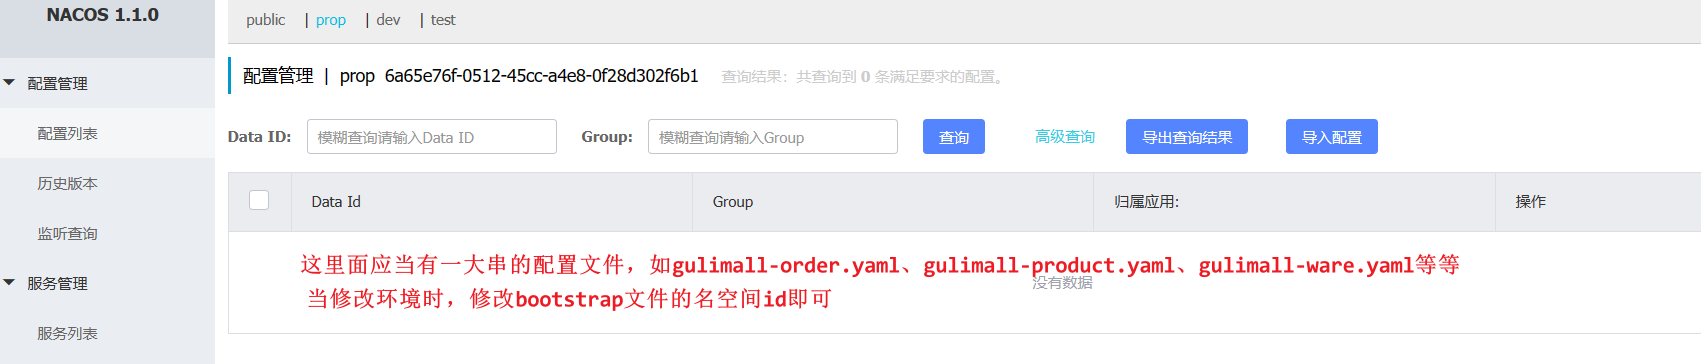 NACOS 1.1.0
public | prop | dev | test
配置管理 | prop 6a65e76f-0512-45cc-a4e8-0f28d302f6b1 查询结果：共查询到 0 条满足要求的配置。
配置管理
配置列表
历史版本
监听查询
服务管理
服务列表
Data ID: 模糊查询请输入Data ID Group: 模糊查询请输入Group 查询 高级查询 导出查询结果 导入配置
Data Id Group 归属应用: 操作
这里面应当有一大串的配置文件，如gulimall-order.yaml、gulimall-product.yaml、gulimall-ware.yaml等等
没有数据
当修改环境时，修改bootstrap文件的名空间id即可